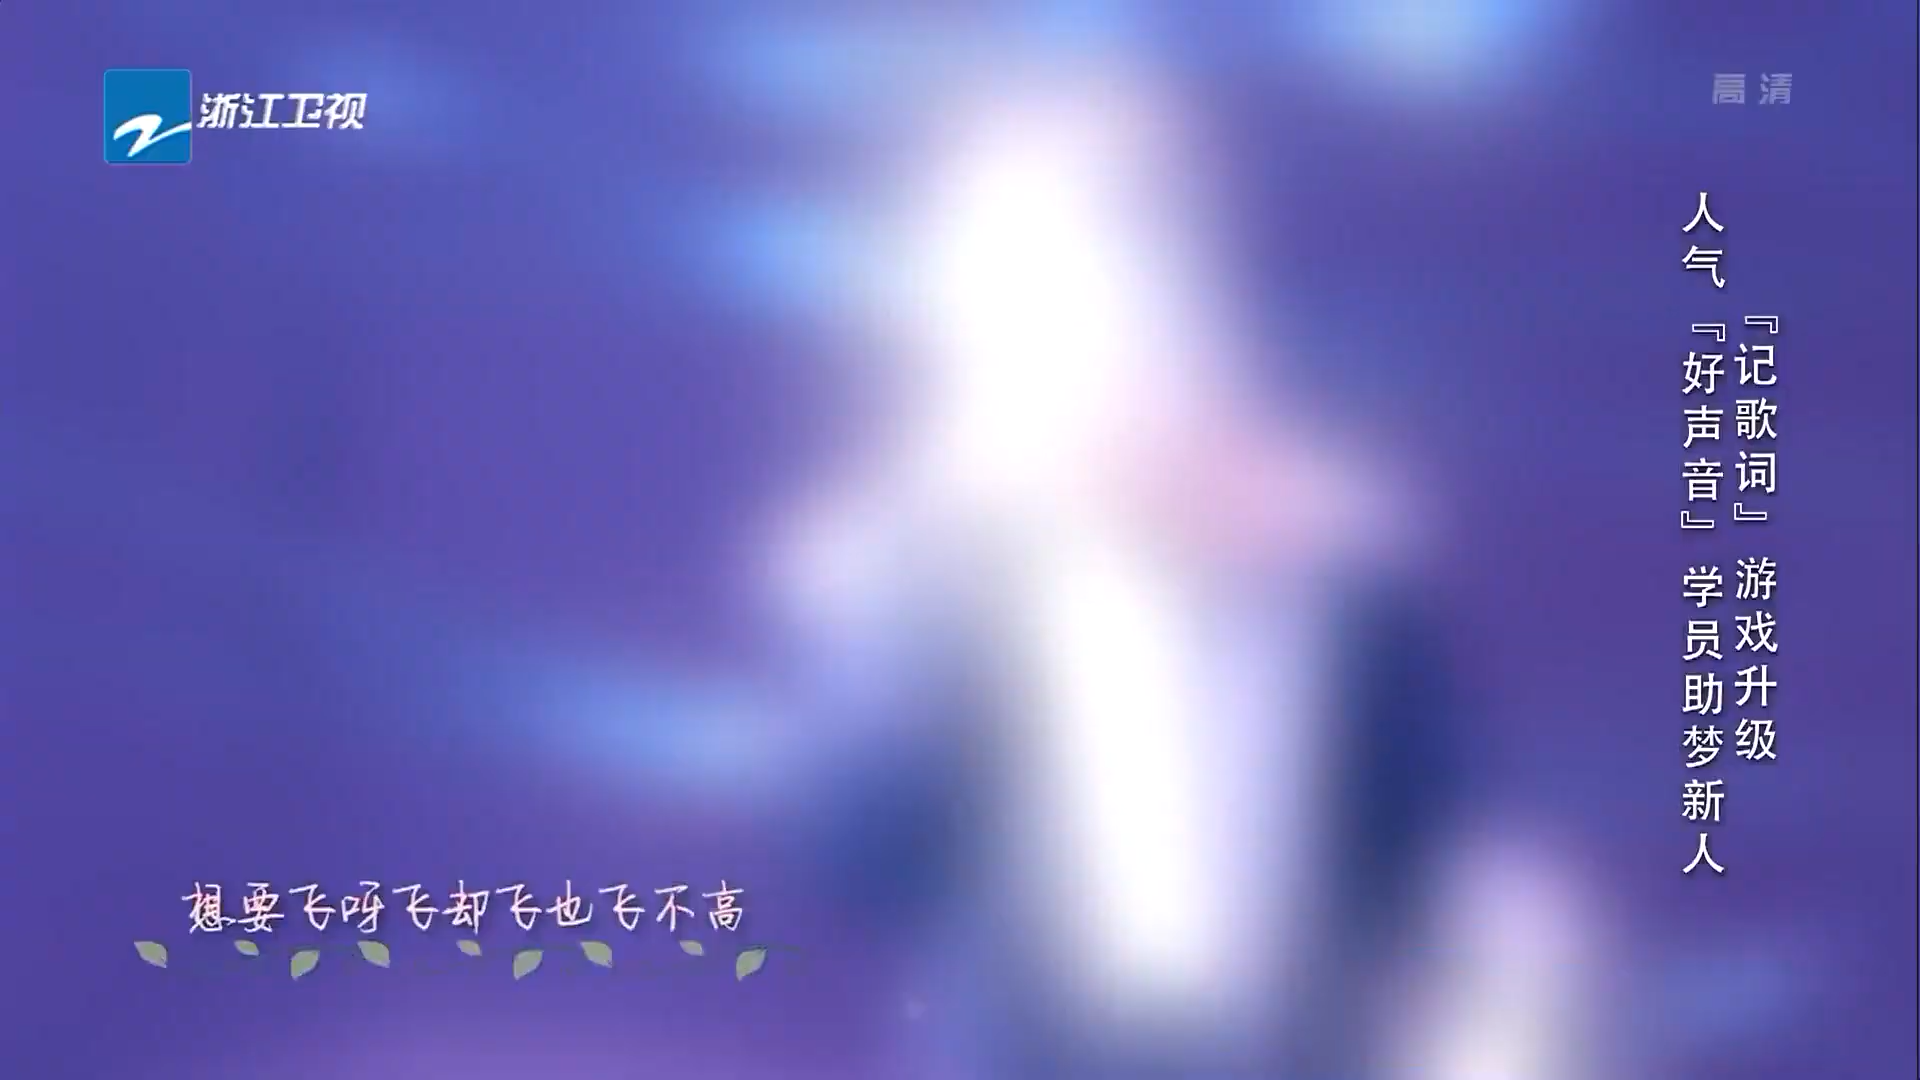 浙江卫视
高清
『记歌词』游戏升级
人气『好声音』学员助梦新人
想要飞呀飞却飞也飞不高